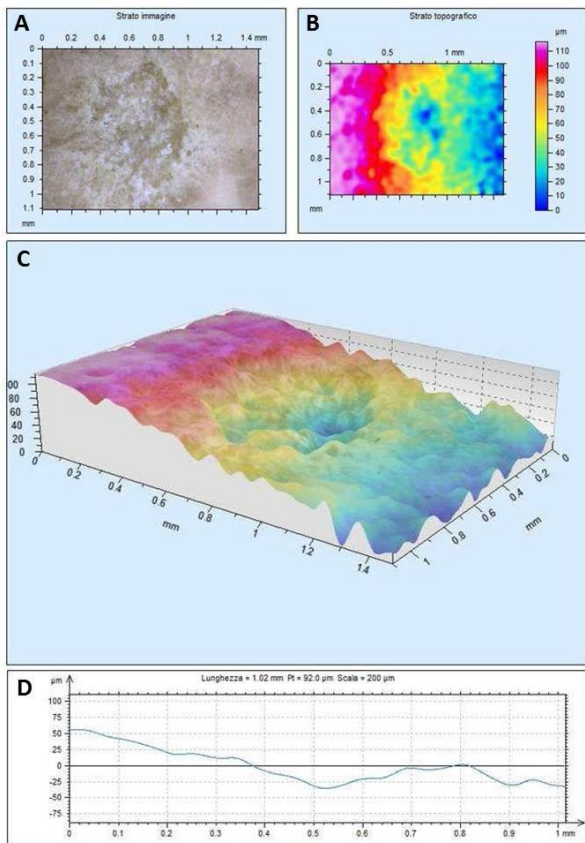 A
Strato immagine
0 0.2 0.4 0.6 0.8 1 1.2 1.4 mm
0
0.1
0.2
0.3
0.4
0.5
0.6
0.7
0.8
0.9
1
1.1
mm
B
Strato topografico
0 0.5 1 mm
0
0.2
0.4
0.6
0.8
1
mm
µm
110
100
90
80
70
60
50
40
30
20
10
0
C
00
80
60
40
20
0
0 0.2 0.4 0.6 0.8 1 1.2 1.4
mm
0
0.2
0.4
0.6
0.8
1
mm
D
µm
Lunghezza = 1.02 mm Pt = 92.0 µm Scala = 200 µm
100
75
50
25
0
-25
-50
-75
0 0.1 0.2 0.3 0.4 0.5 0.6 0.7 0.8 0.9 1 mm